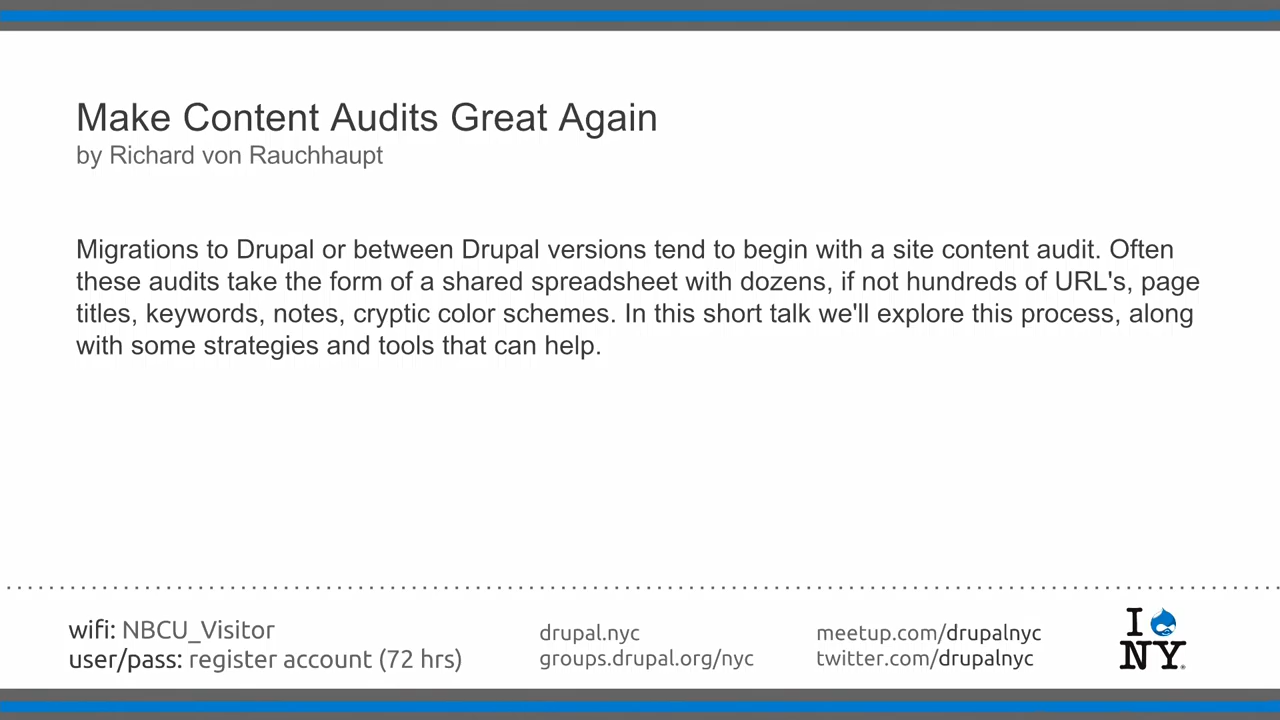 Make Content Audits Great Again
by Richard von Rauchhaupt
Migrations to Drupal or between Drupal versions tend to begin with a site content audit. Often
these audits take the form of a shared spreadsheet with dozens, if not hundreds of URL's, page
titles, keywords, notes, cryptic color schemes. In this short talk we'll explore this process, along
with some strategies and tools that can help.
wifi: NBCU_Visitor
user/pass: register account (72 hrs)
drupal.nyc
groups.drupal.org/nyc
meetup.com/drupalnyc
twitter.com/drupalnyc
I
NY®